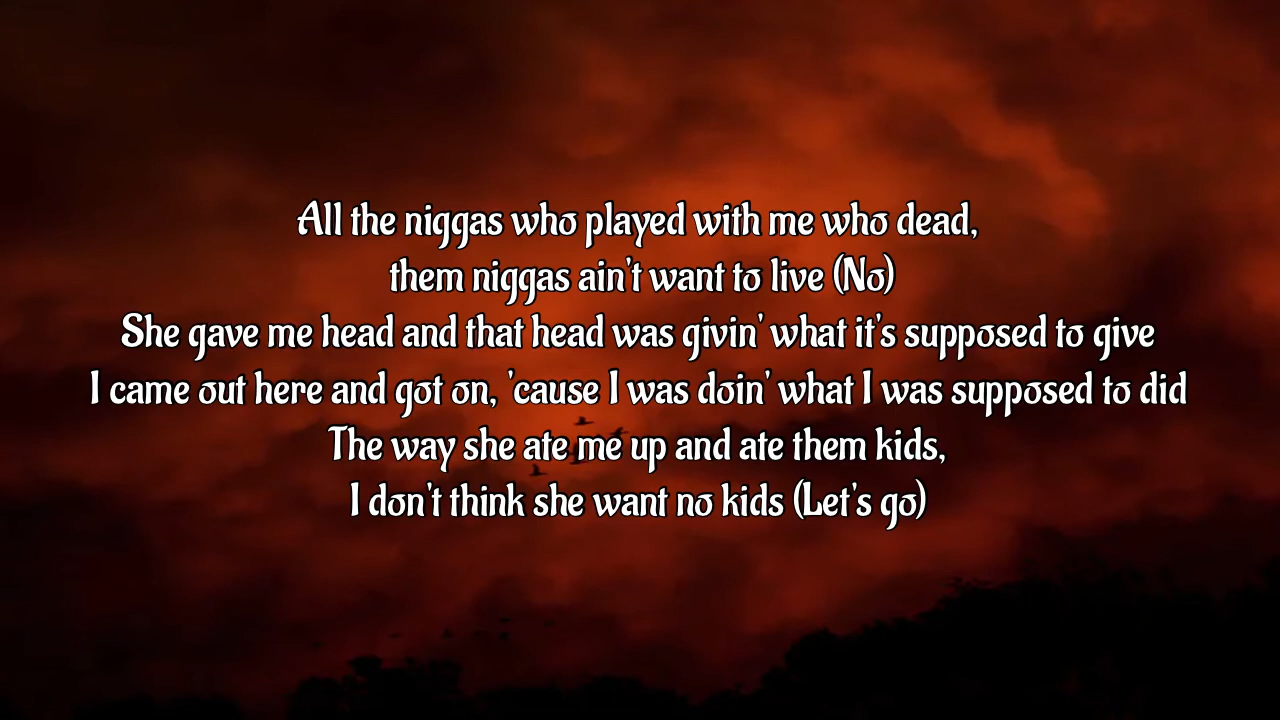 All the niggas who played with me who dead,
them niggas ain't want to live (No)
She gave me head and that head was givin' what it's supposed to give
I came out here and got on, 'cause I was doin' what I was supposed to did
The way she ate me up and ate them kids,
I don't think she want no kids (Let's go)